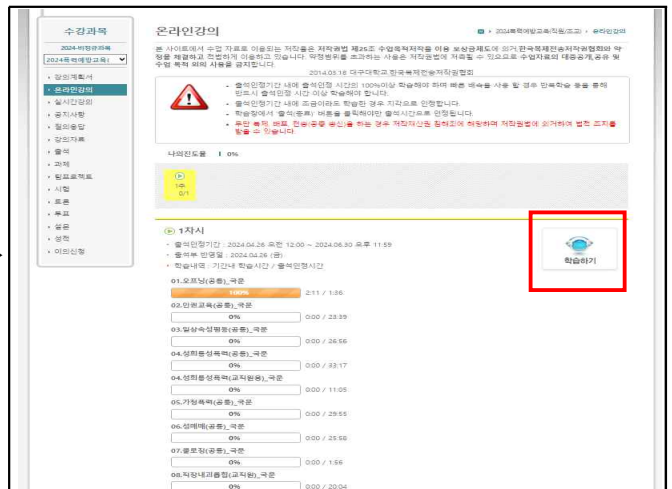 수강과목
2024-비정규과목
2024폭력예방교육(
강의계획서
온라인강의
실시간강의
공지사항
질의응답
강의자료
출석
과제
팀프로젝트
시험
토론
투표
설문
성적
이의신청
온라인강의
2024폭력예방교육(직원/조교) 온라인강의
본 사이트에서 수업 자료로 이용되는 저작물은 저작권법 제25조 수업목적저작물 이용 보상금제도에 의거, 한국복제전송저작권협회와 약
정을 체결하고 적법하게 이용하고 있습니다. 약정범위를 초과하는 사용은 저작권법에 저촉될 수 있으므로 수업자료의 대중공개,공유 및
수업 목적 외의 사용을 금지합니다.
대구대학교,한국복제전송저작권협회
출석인정기간 내에 출석인정 시간의 100%이상 학습해야 하며 빠른 배속을 사용 할 경우 반복학습 등을 통해
반드시 출석인정 시간 이상 학습해야 합니다.
출석인정기간 내에 조금이라도 학습한 경우 지각으로 인정합니다.
학습창에서 '출석(종료) 버튼을 클릭해야만 출석시간으로 인정됩니다.
무단 복제, 배포, 전송(공중 송신)을 하는 경우 저작재산권 침해죄에 해당하며 저작권법에 의거하여 법적 조치를
받을 수 있습니다.
나의진도율 0%
1주
0/1
1차시
출석인정기간 : 2024.04.26 오전 12:00 ~ 2024.06.30 오후 11:59
출석부 반영일 : 2024.04.26 (금)
학습내역 : 기간내 학습시간 / 출석인정시간
학습하기
01.오프닝(공통)_국문
100% 2:11 / 1:36
02.인권교육(공통)_국문
0% 0:00 / 23:39
03.일상속성평등(공통)_국문
0% 0:00 / 36:56
04.성희롱성폭력(공통)_국문
0% 0:00 / 33:17
04.성희롱성폭력(교직원용)_국문
0% 0:00 / 11:05
05.가정폭력(공통)_국문
0% 0:00 / 29:55
06.성매매(공통)_국문
0% 0:00 / 25:56
07.클로징(공통)_국문
0% 0:00 / 1:56
08.직장내괴롭힘(교직원)_국문
0% 0:00 / 20:04